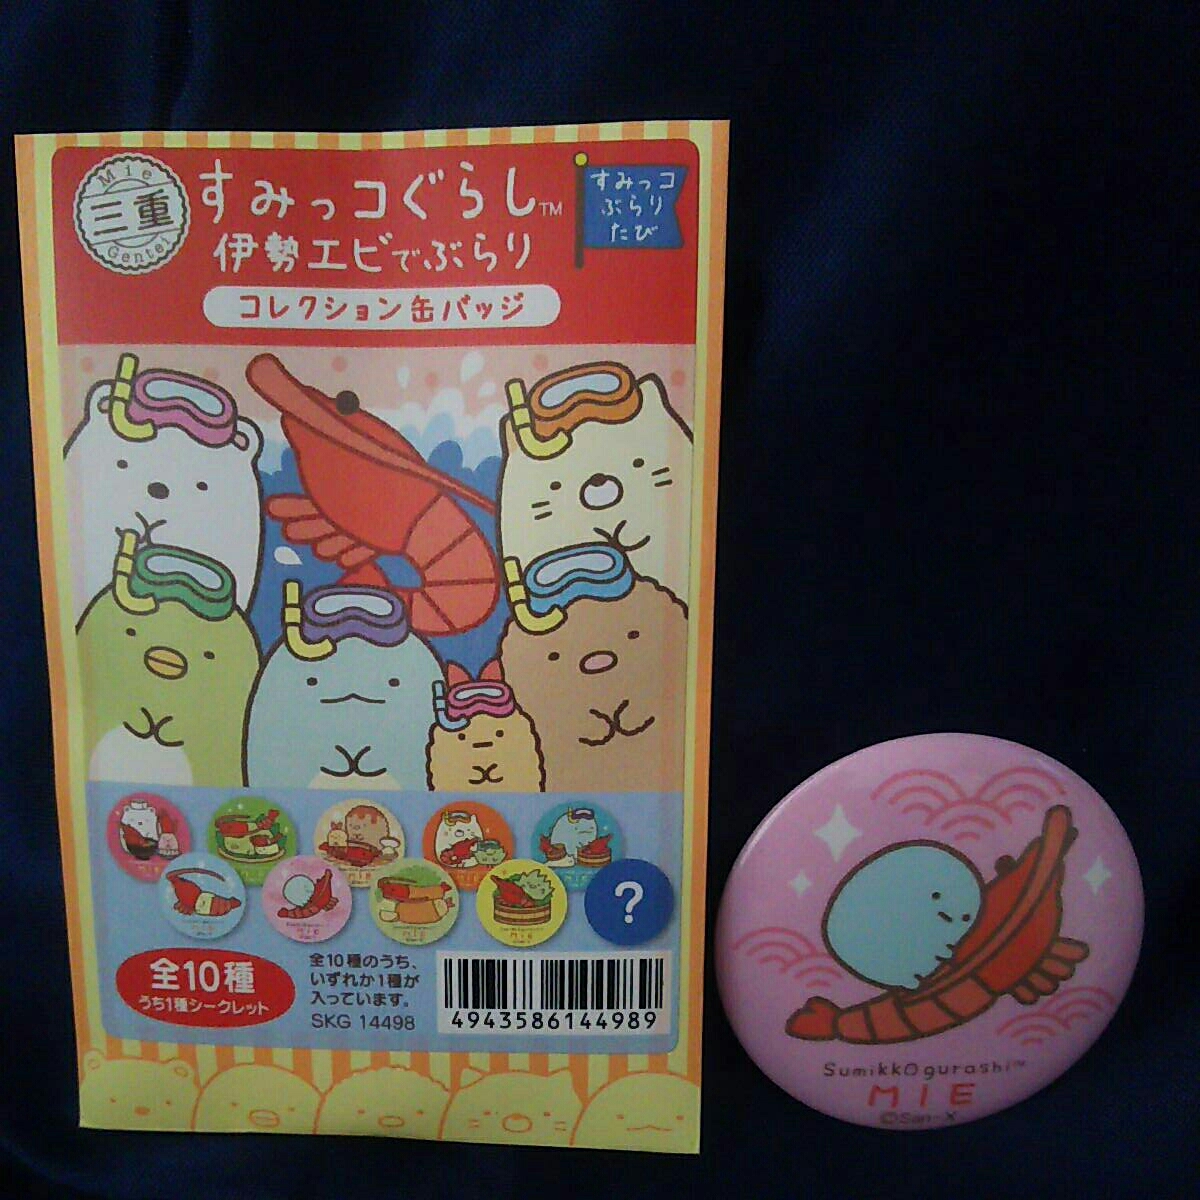 Mie
三重
Gentei
すみっコぐらし™
伊勢エビでぶらり
コレクション缶バッジ
すみっコ
ぶらり
たび
?
全10種
うち1種シークレット
全10種のうち、
いずれか1種が
入っています。
SKG 14498
4943586144989
Sumikkogurashi™
MIE
©San-X